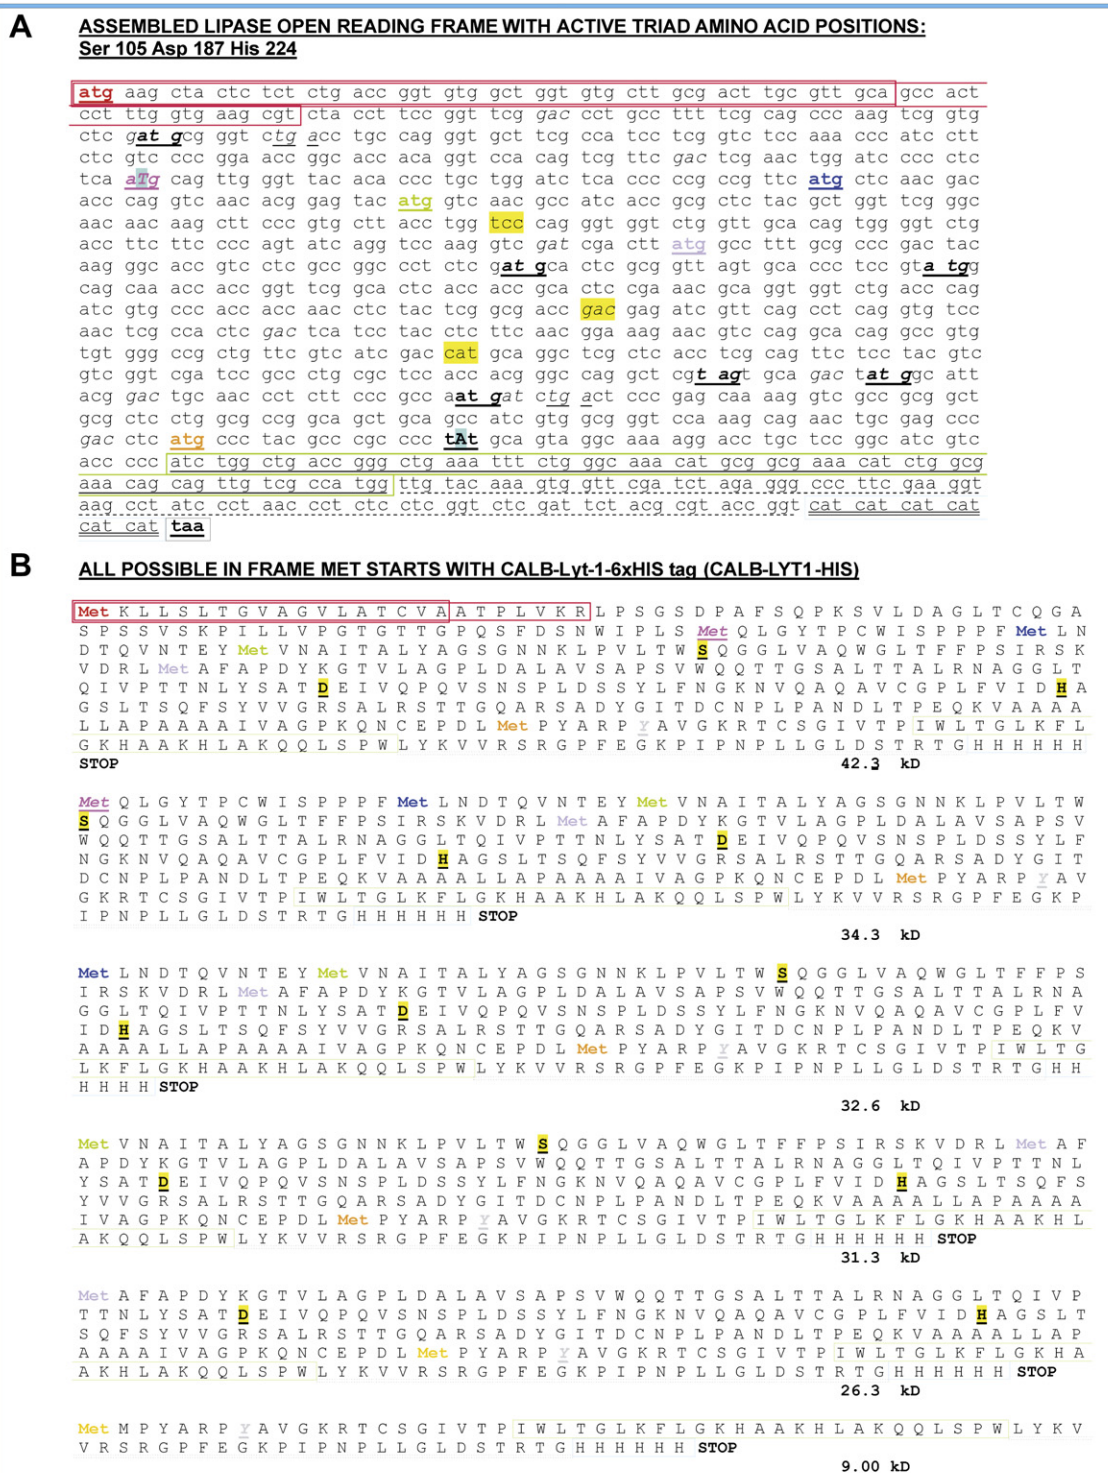 A
ASSEMBLED LIPASE OPEN READING FRAME WITH ACTIVE TRIAD AMINO ACID POSITIONS:
Ser 105 Asp 187 His 224
atg aag cta ctc tct ctg acc ggt gtg gct ggt gtg ctt gcg act tgc gtt gca gcc act
cct ttg gtg aag cgt cta cct tcc ggt tcg gac cct gcc ttt tcg cag ccc aag tcg gtg
ctc gat gcg ggt ctg acc tgc cag ggt gct tcg cca tcc tcg gtc tcc aaa ccc atc ctt
ctc gtc ccc gga acc ggc acc aca ggt cca cag tcg ttc gac tcg aac tgg atc ccc ctc
tca aTg cag ttg ggt tac aca ccc tgc tgg atc tca ccc ccg ccg ttc atg ctc aac gac
acc cag gtc aac acg gag tac atg gtc aac gcc atc acc gcg ctc tac gct ggt tcg ggc
aac aac aag ctt ccc gtg ctt acc tgg tcc cag ggt ggt ctg gtt gca cag tgg ggt ctg
acc ttc ttc ccc agt atc agg tcc aag gtc gat cga ctt atg gcc ttt gcg ccc gac tac
aag ggc acc gtc ctc gcc ggc cct ctc gat gca ctc gcg gtt agt gca ccc tcc gta tgg
cag caa acc acc ggt tcg gca ctc acc acc gca ctc cga aac gca ggt ggt ctg acc cag
atc gtg ccc acc acc aac ctc tac tcg gcg acc gac gag atc gtt cag cct cag gtg tcc
aac tcg cca ctc gac tca tcc tac ctc ttc aac gga aag aac gtc cag gca cag gcc gtg
tgt ggg ccg ctg ttc gtc atc gac cat gca ggc tcg ctc acc tcg cag ttc tcc tac gtc
gtc ggt cga tcc gcc ctg cgc tcc acc acg ggc cag gct cgt agt gca gac tat ggc att
acg gac tgc aac cct ctt ccc gcc aat gat ctg act ccc gag caa aag gtc gcc gcg gct
gcg ctc ctg gcg ccg gca gct gca gcc atc gtg gcg ggt cca aag cag aac tgc gag ccc
gac ctc atg ccc tac gcc cgc ccc tAt gca gta ggc aaa agg acc tgc tcc ggc atc gtc
acc ccc atc tgg ctg acc ggg ctg aaa ttt ctg ggc aaa cat gcg gcg aaa cat ctg gcg
aaa cag cag ttg tcg cca tgg ttg tac aaa gtg gtt cga tct aga ggg ccc ttc gaa ggt
aag cct atc cct aac cct ctc ctc ggt ctc gat tct acg cgt acc ggt cat cat cat cat
cat cat taa
B
ALL POSSIBLE IN FRAME MET STARTS WITH CALB-Lyt-1-6xHIS tag (CALB-LYT1-HIS)
Met K L L S L T G V A G V L A T C V A A T P L V K R L P S G S D P A F S Q P K S V L D A G L T C Q G A
S P S S V S K P I L L V P G T G T T G P Q S F D S N W I P L S Met Q L G Y T P C W I S P P P F Met L N
D T Q V N T E Y Met V N A I T A L Y A G S G N N K L P V L T W S Q G G L V A Q W G L T F F P S I R S K
V D R L Met A F A P D Y K G T V L A G P L D A L A V S A P S V W Q Q T T G S A L T T A L R N A G G L T
Q I V P T T N L Y S A T D E I V Q P Q V S N S P L D S S Y L F N G K N V Q A Q A V C G P L F V I D H A
G S L T S Q F S Y V V G R S A L R S T T G Q A R S A D Y G I T D C N P L P A N D L T P E Q K V A A A A
L L A P A A A A I V A G P K Q N C E P D L Met P Y A R P Y A V G K R T C S G I V T P I W L T G L K F L
G K H A A K H L A K Q Q L S P W L Y K V V R S R G P F E G K P I P N P L L G L D S T R T G H H H H H H
STOP
42.3 kD
Met Q L G Y T P C W I S P P P F Met L N D T Q V N T E Y Met V N A I T A L Y A G S G N N K L P V L T W
S Q G G L V A Q W G L T F F P S I R S K V D R L Met A F A P D Y K G T V L A G P L D A L A V S A P S V
W Q Q T T G S A L T T A L R N A G G L T Q I V P T T N L Y S A T D E I V Q P Q V S N S P L D S S Y L F
N G K N V Q A Q A V C G P L F V I D H A G S L T S Q F S Y V V G R S A L R S T T G Q A R S A D Y G I T
D C N P L P A N D L T P E Q K V A A A A L L A P A A A A I V A G P K Q N C E P D L Met P Y A R P Y A V
G K R T C S G I V T P I W L T G L K F L G K H A A K H L A K Q Q L S P W L Y K V V R S R G P F E G K P
I P N P L L G L D S T R T G H H H H H H STOP
34.3 kD
Met L N D T Q V N T E Y Met V N A I T A L Y A G S G N N K L P V L T W S Q G G L V A Q W G L T F F P S
I R S K V D R L Met A F A P D Y K G T V L A G P L D A L A V S A P S V W Q Q T T G S A L T T A L R N A
G G L T Q I V P T T N L Y S A T D E I V Q P Q V S N S P L D S S Y L F N G K N V Q A Q A V C G P L F V
I D H A G S L T S Q F S Y V V G R S A L R S T T G Q A R S A D Y G I T D C N P L P A N D L T P E Q K V
A A A A L L A P A A A A I V A G P K Q N C E P D L Met P Y A R P Y A V G K R T C S G I V T P I W L T G
L K F L G K H A A K H L A K Q Q L S P W L Y K V V R S R G P F E G K P I P N P L L G L D S T R T G H H
H H H H STOP
32.6 kD
Met V N A I T A L Y A G S G N N K L P V L T W S Q G G L V A Q W G L T F F P S I R S K V D R L Met A F
A P D Y K G T V L A G P L D A L A V S A P S V W Q Q T T G S A L T T A L R N A G G L T Q I V P T T N L
Y S A T D E I V Q P Q V S N S P L D S S Y L F N G K N V Q A Q A V C G P L F V I D H A G S L T S Q F S
Y V V G R S A L R S T T G Q A R S A D Y G I T D C N P L P A N D L T P E Q K V A A A A L L A P A A A A
I V A G P K Q N C E P D L Met P Y A R P Y A V G K R T C S G I V T P I W L T G L K F L G K H A A K H L
A K Q Q L S P W L Y K V V R S R G P F E G K P I P N P L L G L D S T R T G H H H H H H STOP
31.3 kD
Met A F A P D Y K G T V L A G P L D A L A V S A P S V W Q Q T T G S A L T T A L R N A G G L T Q I V P
T T N L Y S A T D E I V Q P Q V S N S P L D S S Y L F N G K N V Q A Q A V C G P L F V I D H A G S L T
S Q F S Y V V G R S A L R S T T G Q A R S A D Y G I T D C N P L P A N D L T P E Q K V A A A A L L A P
A A A A I V A G P K Q N C E P D L Met P Y A R P Y A V G K R T C S G I V T P I W L T G L K F L G K H A
A K H L A K Q Q L S P W L Y K V V R S R G P F E G K P I P N P L L G L D S T R T G H H H H H H STOP
26.3 kD
Met M P Y A R P Y A V G K R T C S G I V T P I W L T G L K F L G K H A A K H L A K Q Q L S P W L Y K V
V R S R G P F E G K P I P N P L L G L D S T R T G H H H H H H STOP
9.00 kD